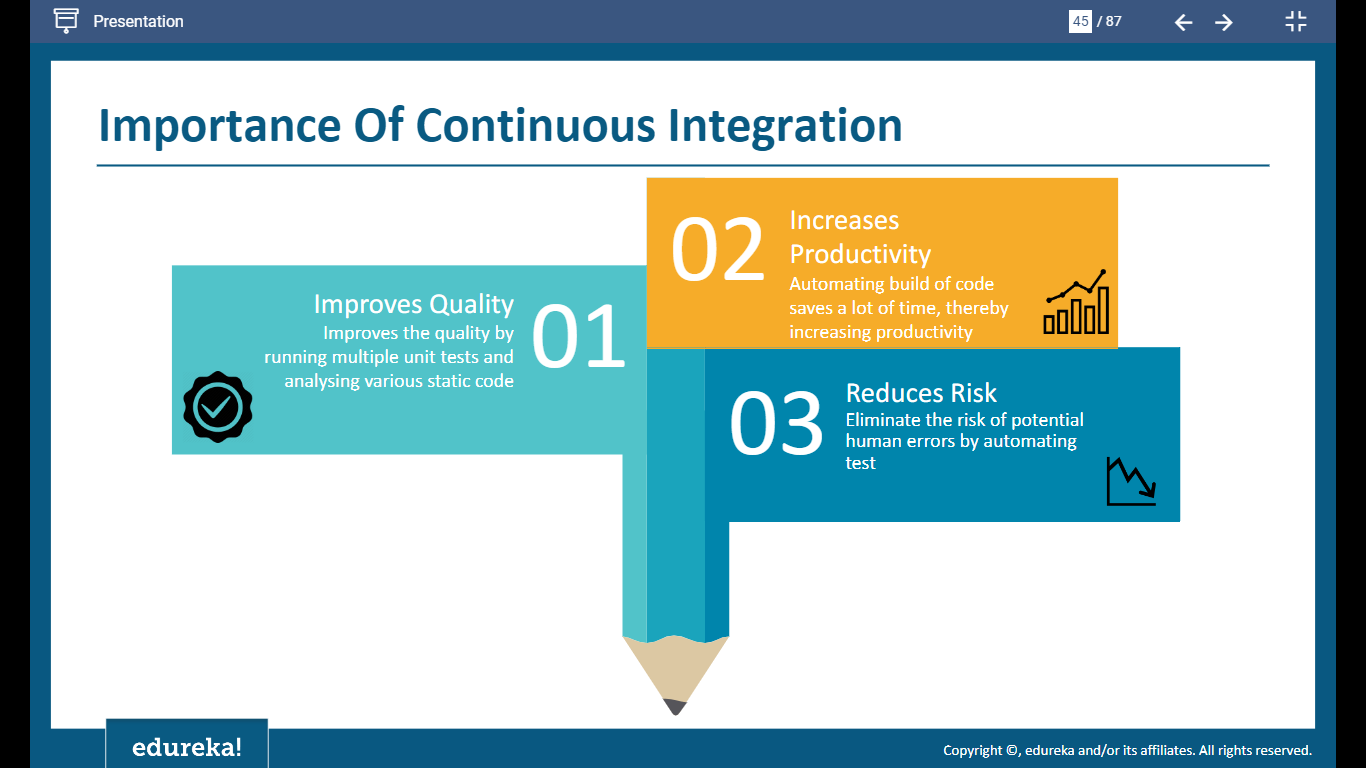 Presentation
45 / 87
Importance Of Continuous Integration
01
Improves Quality
Improves the quality by
running multiple unit tests and
analysing various static code
02
Increases
Productivity
Automating build of code
saves a lot of time, thereby
increasing productivity
03
Reduces Risk
Eliminate the risk of potential
human errors by automating
test
edureka!
Copyright ©, edureka and/or its affiliates. All rights reserved.